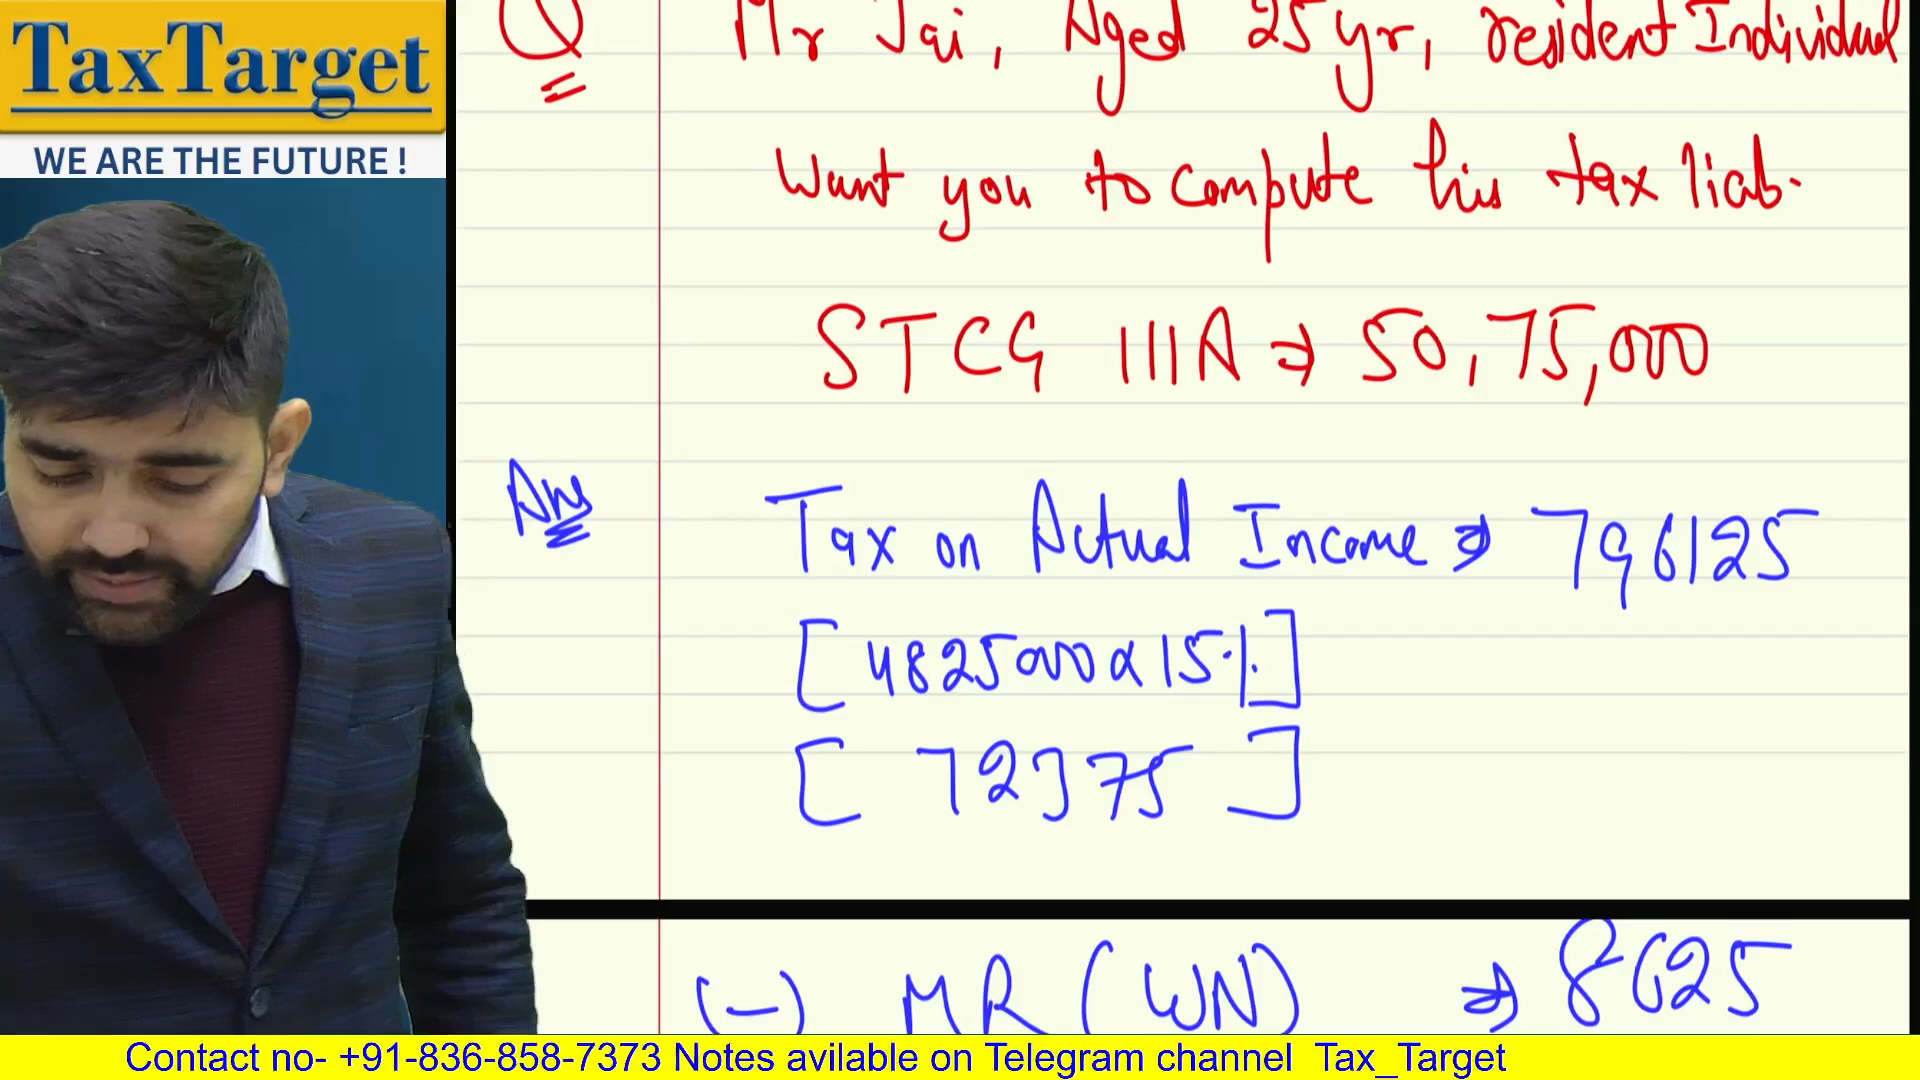 TaxTarget
WE ARE THE FUTURE !
Q Mr Jai, Aged 25 yr, resident Individual
Want you to compute his tax liab.
STCG 111A ⇒ 50,75,000
Ans Tax on Actual Income ⇒ 796125
[4825000 x 15%]
[ 72375 ]
(-) MR (WN) ⇒ 8625
Contact no- +91-836-858-7373 Notes avilable on Telegram channel Tax_Target